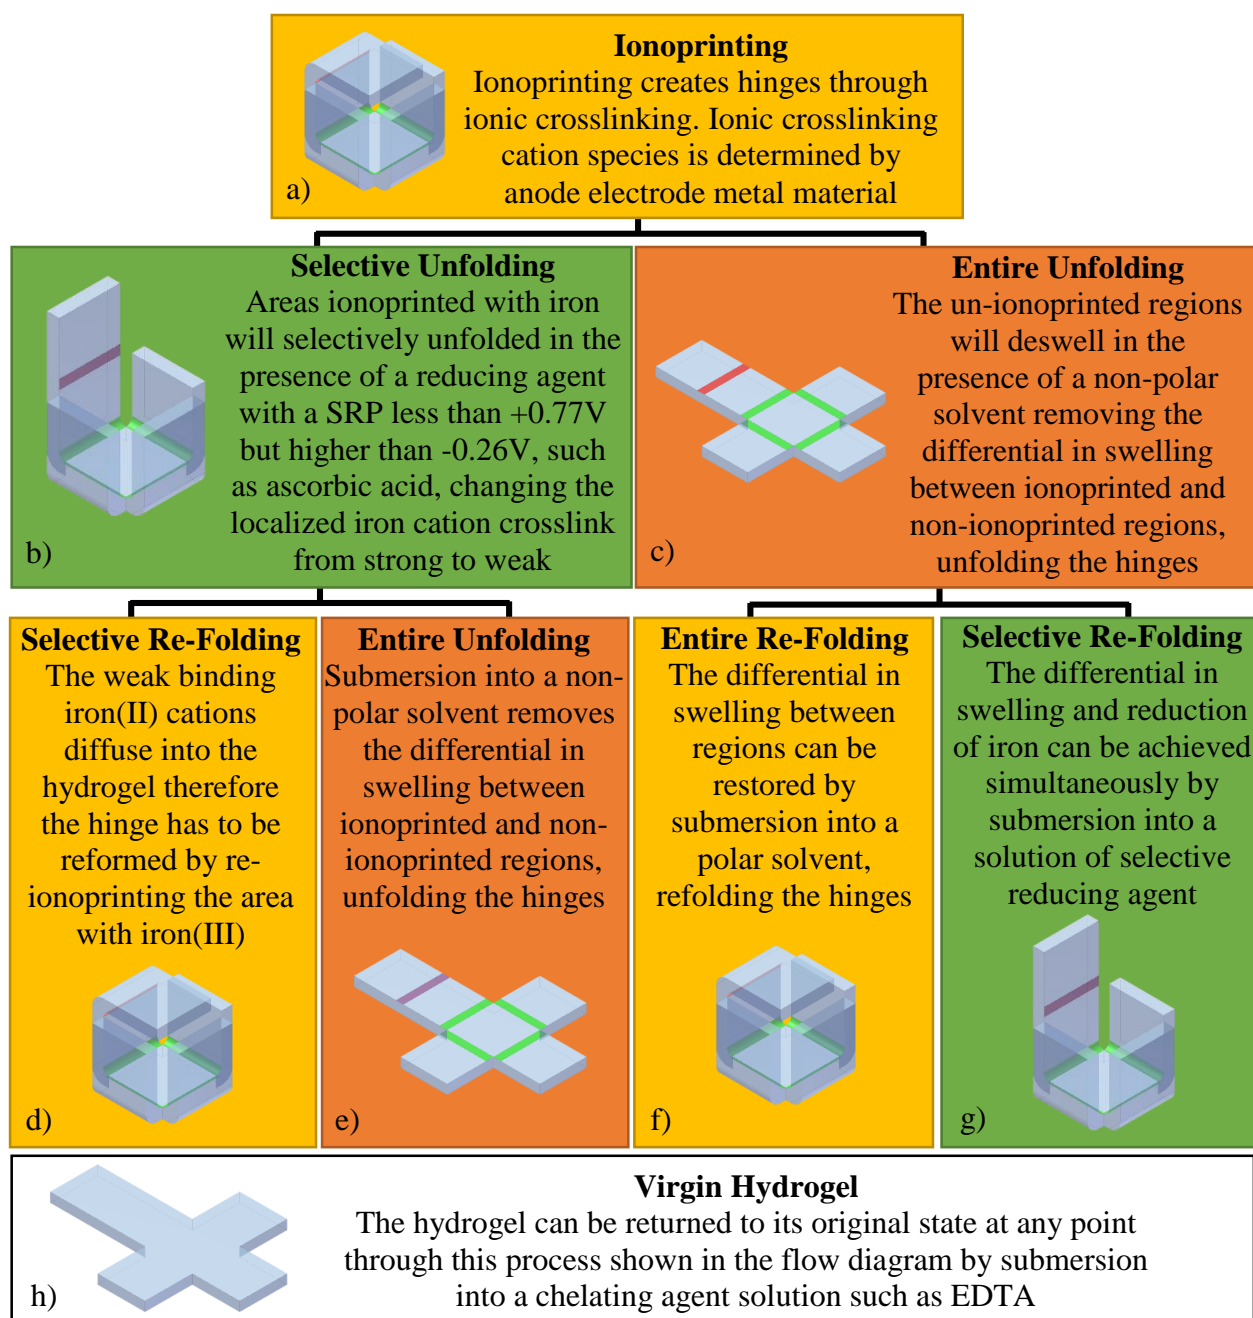 Ionoprinting
Ionoprinting creates hinges through
ionic crosslinking. Ionic crosslinking
cation species is determined by
anode electrode metal material
a)
Selective Unfolding
Areas ionoprinted with iron
will selectively unfolded in the
presence of a reducing agent
with a SRP less than +0.77V
but higher than -0.26V, such
as ascorbic acid, changing the
localized iron cation crosslink
from strong to weak
b)
Entire Unfolding
The un-ionoprinted regions
will deswell in the
presence of a non-polar
solvent removing the
differential in swelling
between ionoprinted and
non-ionoprinted regions,
unfolding the hinges
c)
Selective Re-Folding
The weak binding
iron(II) cations
diffuse into the
hydrogel therefore
the hinge has to be
reformed by re-
ionoprinting the area
with iron(III)
d)
Entire Unfolding
Submersion into a non-
polar solvent removes
the differential in
swelling between
ionoprinted and non-
ionoprinted regions,
unfolding the hinges
e)
Entire Re-Folding
The differential in
swelling between
regions can be
restored by
submersion into a
polar solvent,
refolding the hinges
f)
Selective Re-Folding
The differential in
swelling and reduction
of iron can be achieved
simultaneously by
submersion into a
solution of selective
reducing agent
g)
Virgin Hydrogel
The hydrogel can be returned to its original state at any point
through this process shown in the flow diagram by submersion
into a chelating agent solution such as EDTA
h)